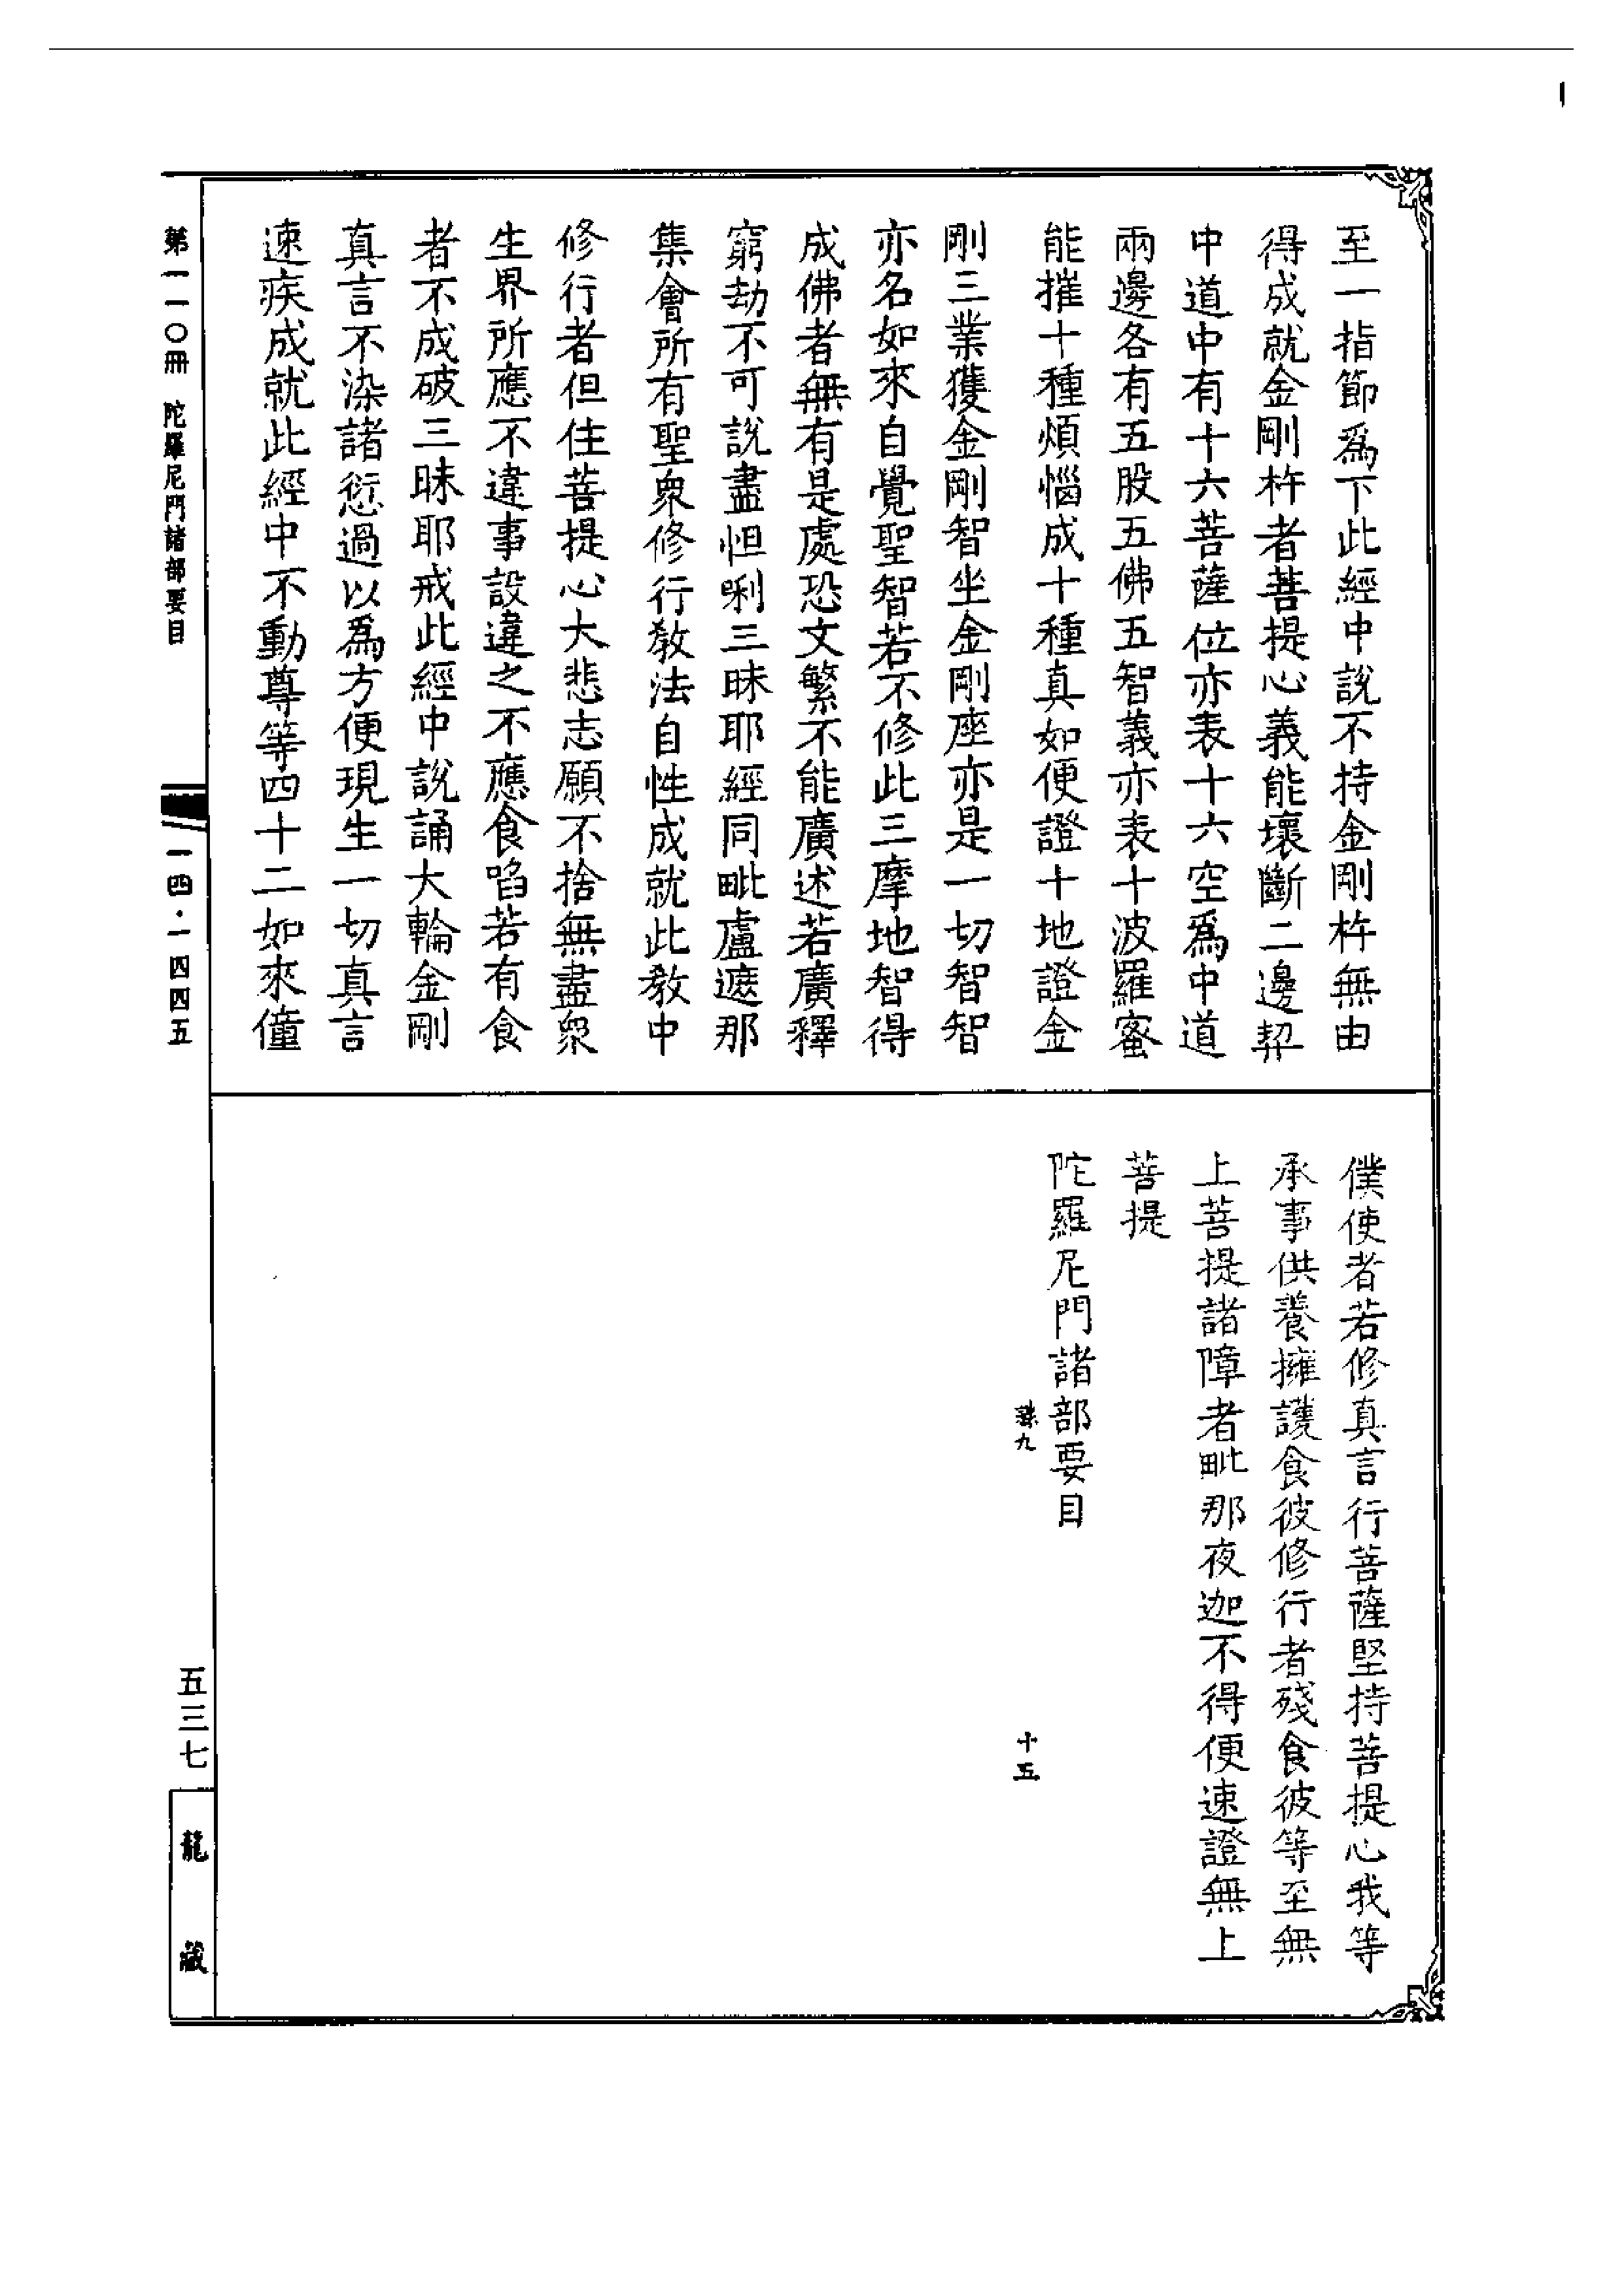 至一指節爲下此經中說不持金剛杵無由
得成就金剛杵者菩提心義能壞斷二邊契
中道中有十六菩薩位亦表十六空爲中道
兩邊各有五股五佛五智義亦表十波羅蜜
能摧十種煩惱成十種真如便證十地證金
剛三業獲金剛智坐金剛座亦是一切智智
亦名如來自覺聖智若不修此三摩地智得
成佛者無有是處恐文繁不能廣述若廣釋
窮劫不可說盡怛唎三昧耶經同毗盧遮那
集會所有聖衆修行教法自性成就此教中
修行者但住菩提心大悲志願不捨無盡衆
生界所應不違事設違之不應食啗若有食
者不成破三昧耶戒此經中說誦大輪金剛
真言不染諸愆過以爲方便現生一切真言
速疾成就此經中不動尊等四十二如來僮
僕使者若修真言行菩薩堅持菩提心我等
承事供養擁護食彼修行者殘食彼等至無
上菩提諸障者毗那夜迦不得便速證無上
菩提
陀羅尼門諸部要目
九
十五
第一一〇冊 陀羅尼門諸部要目
一四·一四四五
五三七
龍藏